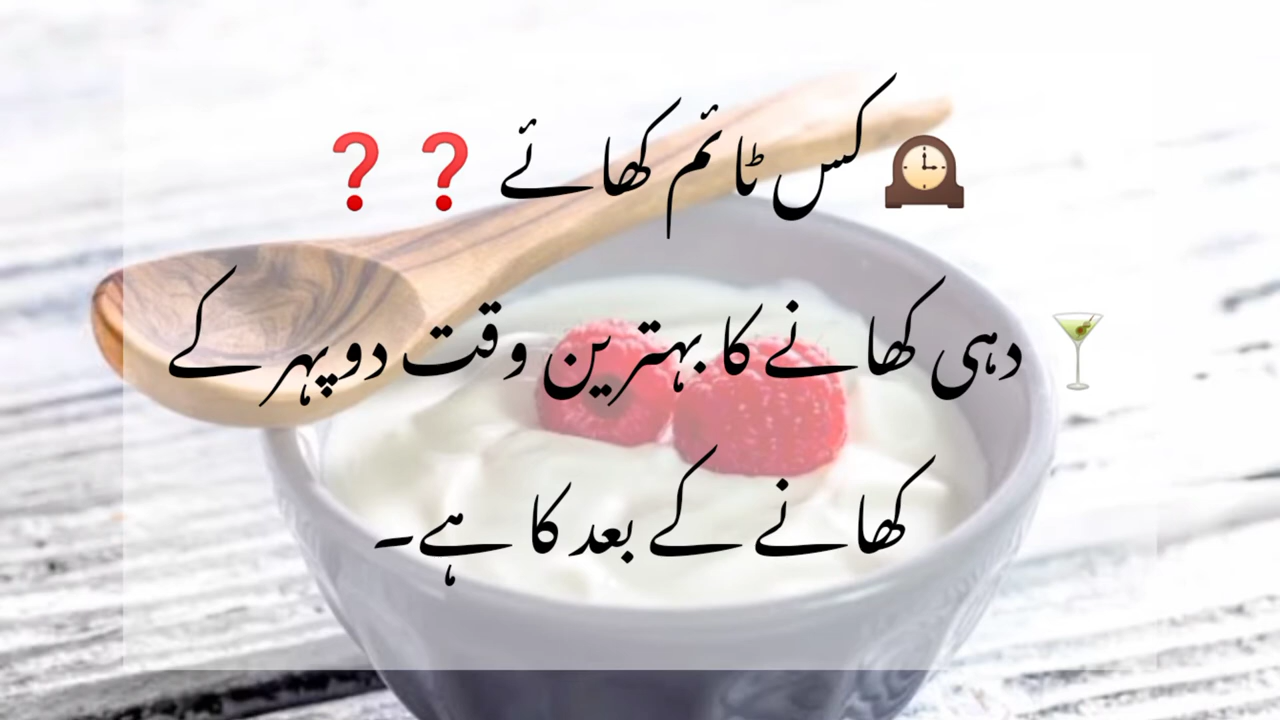 🕰️ کس ٹائم کھائے ❓❓
🍸 دہی کھانے کا بہترین وقت دوپہر کے
کھانے کے بعد کا ہے۔